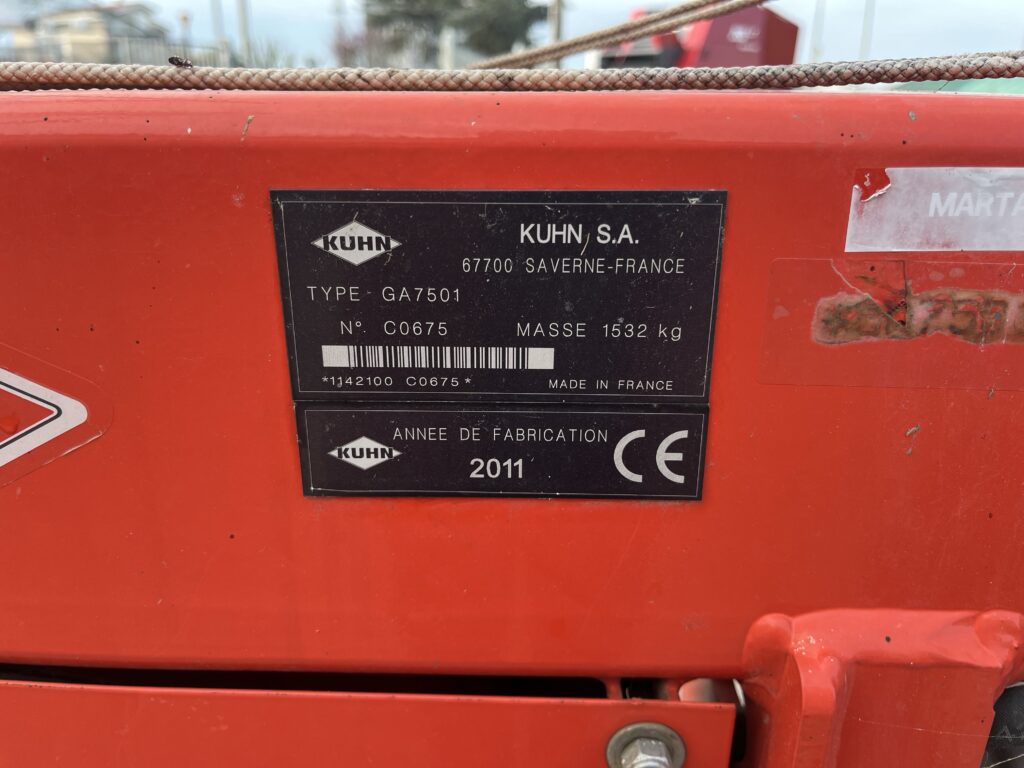 KUHN
KUHN S.A.
67700 SAVERNE-FRANCE
TYPE GA7501
N°. C0675 MASSE 1532 kg
*1142100 C0675*
MADE IN FRANCE
KUHN
ANNEE DE FABRICATION
2011
CE